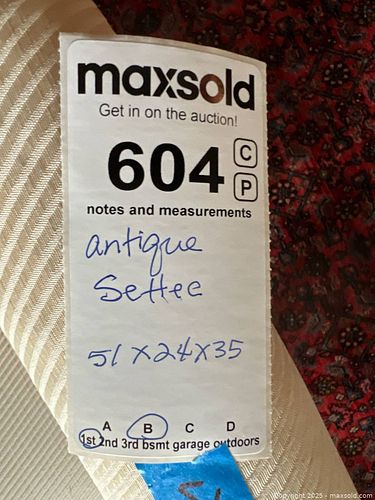 maxsold
Get in on the auction!
604
C
P
notes and measurements
antique
Settee
51 x 24 x 35
A B C D
1st 2nd 3rd bsmt garage outdoors
Copyright 2025 - maxsold.com